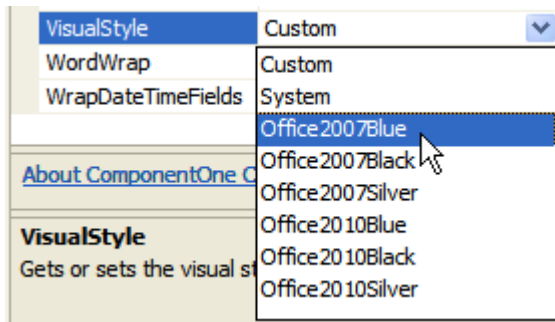 VisualStyle Custom
WordWrap Custom
WrapDateTimeFields System
Office2007Blue
Office2007Black
About ComponentOne C
Office2007Silver
Office2010Blue
VisualStyle
Office2010Black
Gets or sets the visual st
Office2010Silver